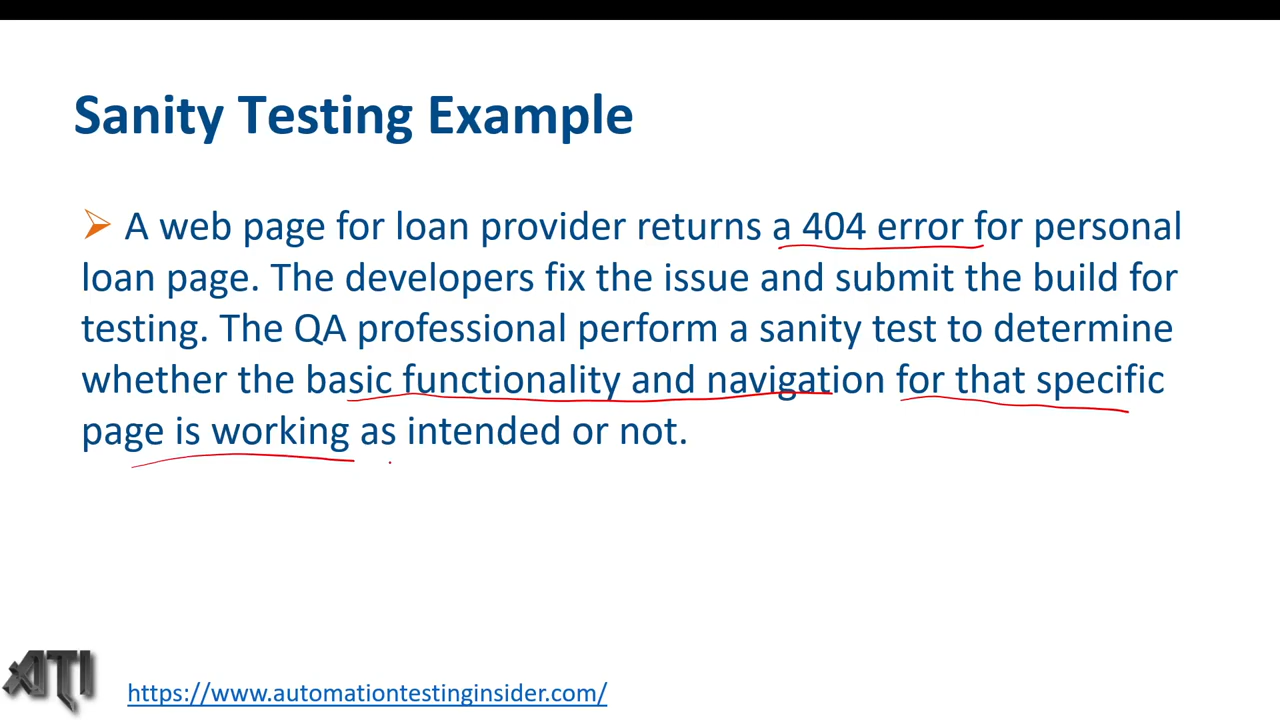 Sanity Testing Example
A web page for loan provider returns a 404 error for personal
loan page. The developers fix the issue and submit the build for
testing. The QA professional perform a sanity test to determine
whether the basic functionality and navigation for that specific
page is working as intended or not.
ATI
https://www.automationtestinginsider.com/